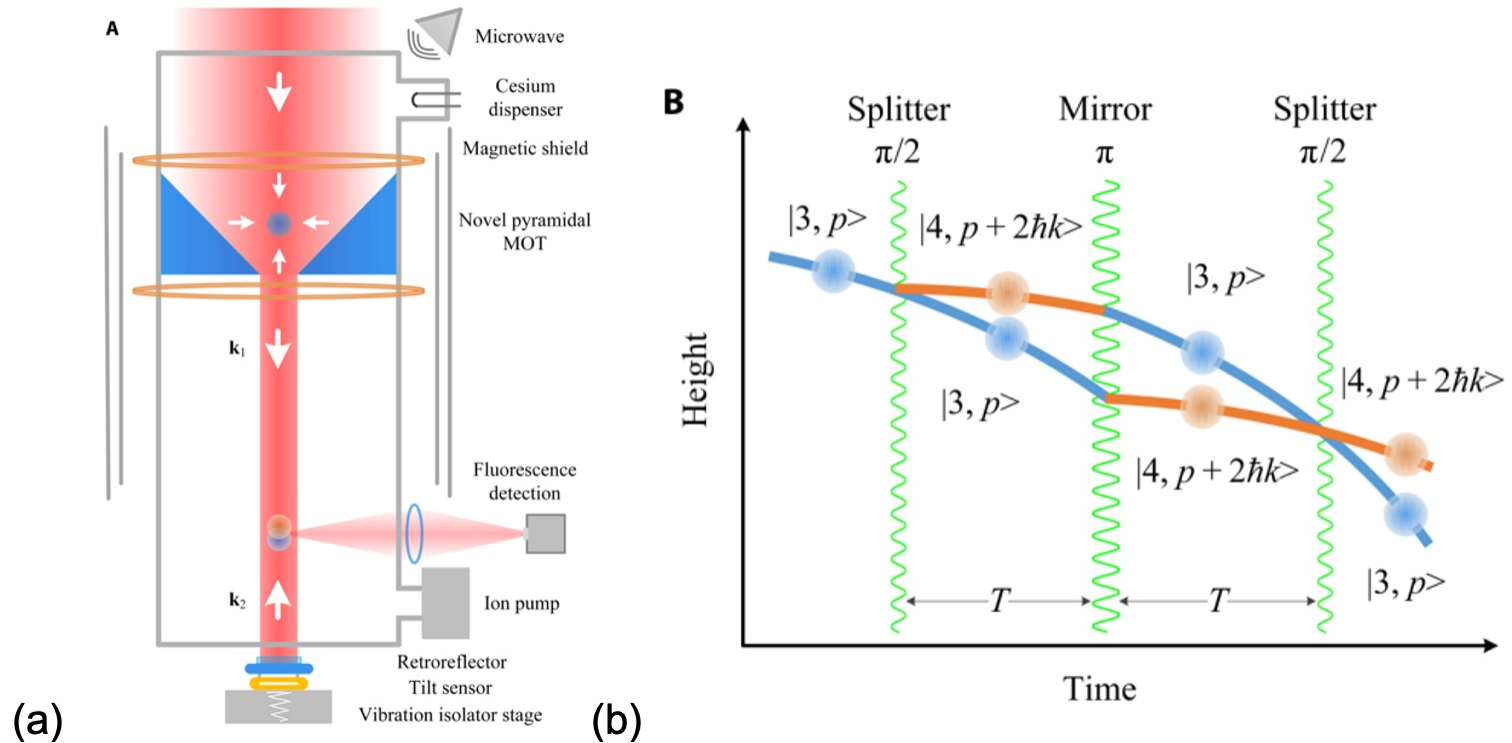 A
Microwave
Cesium
dispenser
Magnetic shield
Novel pyramidal
MOT
k₁
Fluorescence
detection
k₂
Ion pump
Retroreflector
Tilt sensor
Vibration isolator stage
(a)
B
Splitter
π/2
Mirror
π
Splitter
π/2
|3, p>
|4, p + 2ħk>
|3, p>
|3, p>
|4, p + 2ħk>
|4, p + 2ħk>
|3, p>
T
T
Height
Time
(b)